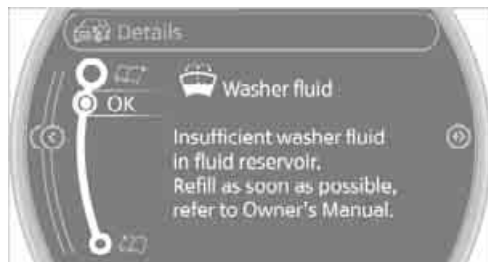 Details
OK
Washer fluid
Insufficient washer fluid
in fluid reservoir.
Refill as soon as possible,
refer to Owner's Manual.